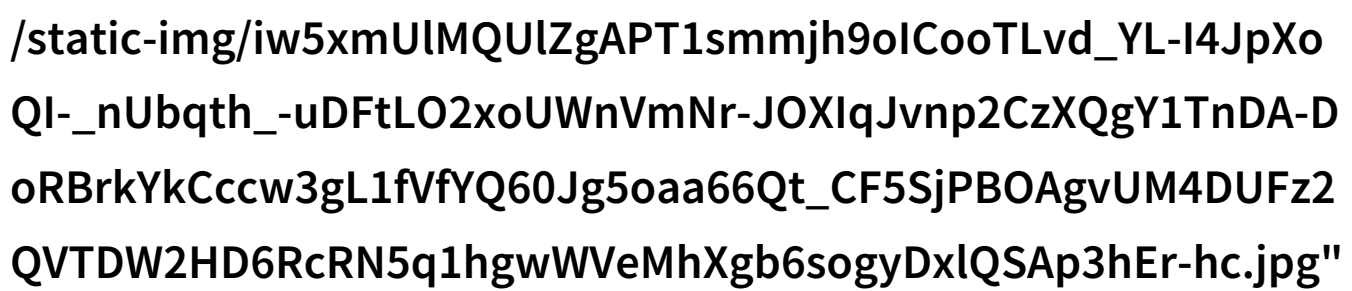 /static-img/iw5xmUlMQUlZgAPT1smmjh9oICooTLvd_YL-I4JpXo
QI-_nUbqth_-uDFtLO2xoUWnVmNr-JOXIqJvnp2CzXQgY1TnDA-D
oRBrkYkCccw3gL1fVfYQ60Jg5oaa66Qt_CF5SjPBOAgvUM4DUFz2
QVTDW2HD6RcRN5q1hgwWVeMhXgb6sogyDxlQSAp3hEr-hc.jpg"